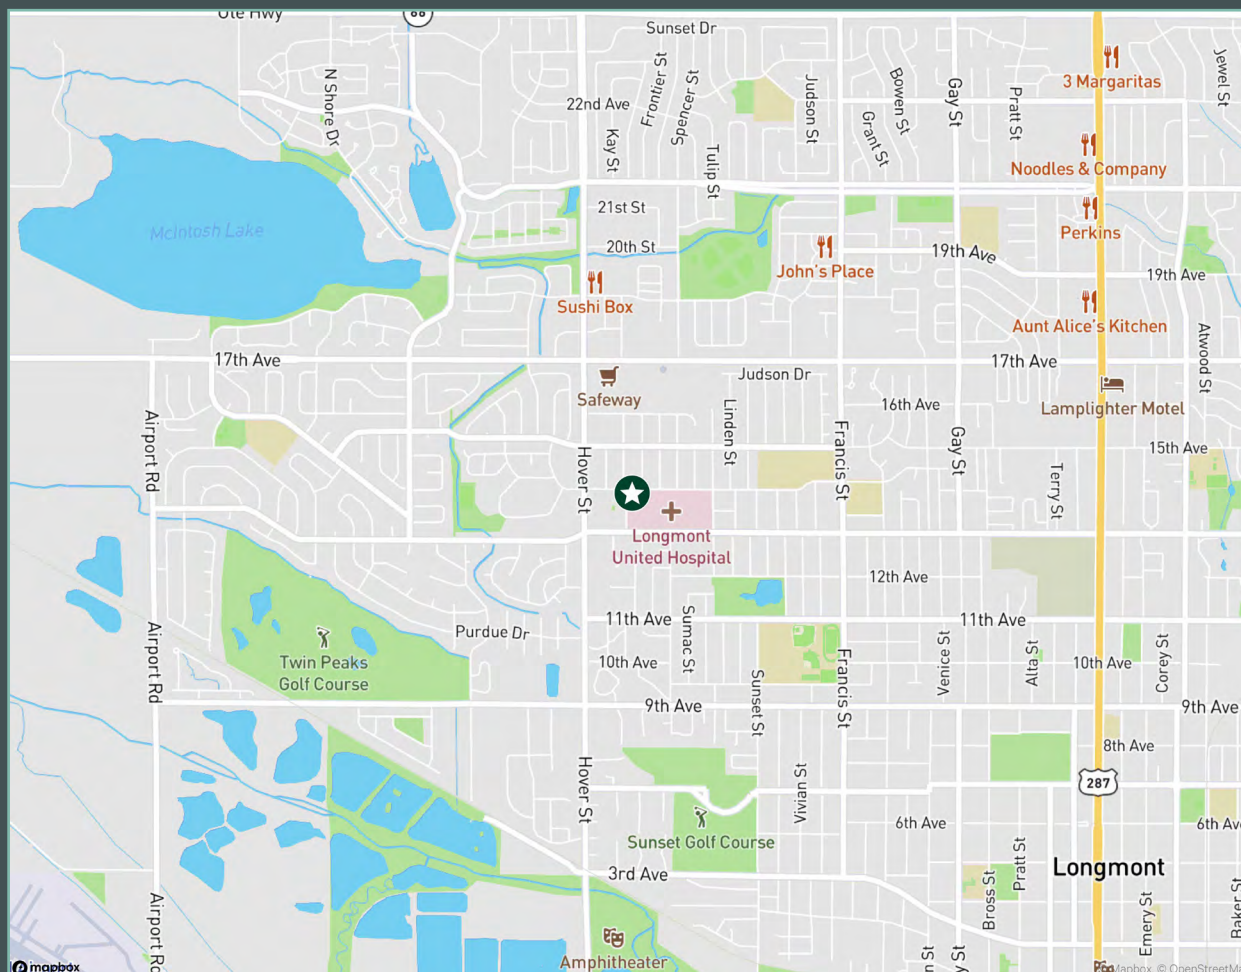 Ute Hwy
66
Sunset Dr
3 Margaritas
Jewel St
N Shore Dr
22nd Ave
Frontier St
Spencer St
Kay St
Tulip St
Judson St
Bowen St
Grant St
Gay St
Pratt St
Noodles & Company
McIntosh Lake
21st St
20th St
Perkins
19th Ave
19th Ave
John's Place
Sushi Box
Aunt Alice's Kitchen
17th Ave
17th Ave
Atwood St
Safeway
Judson Dr
Lamplighter Motel
16th Ave
Airport Rd
Linden St
Francis St
Gay St
15th Ave
Hover St
Terry St
Longmont
United Hospital
12th Ave
11th Ave
11th Ave
Purdue Dr
Sumac St
Airport Rd
Twin Peaks
Golf Course
10th Ave
Francis St
Venice St
Alta St
10th Ave
Corey St
Sunset St
9th Ave
9th Ave
8th Ave
Hover St
Vivian St
287
Sunset Golf Course
6th Ave
6th Av
Longmont
3rd Ave
Pratt St
Bross St
Airport Rd
Emery St
Baker St
Amphitheater
n St
y St
mapbox
Mapbox © OpenStreetM